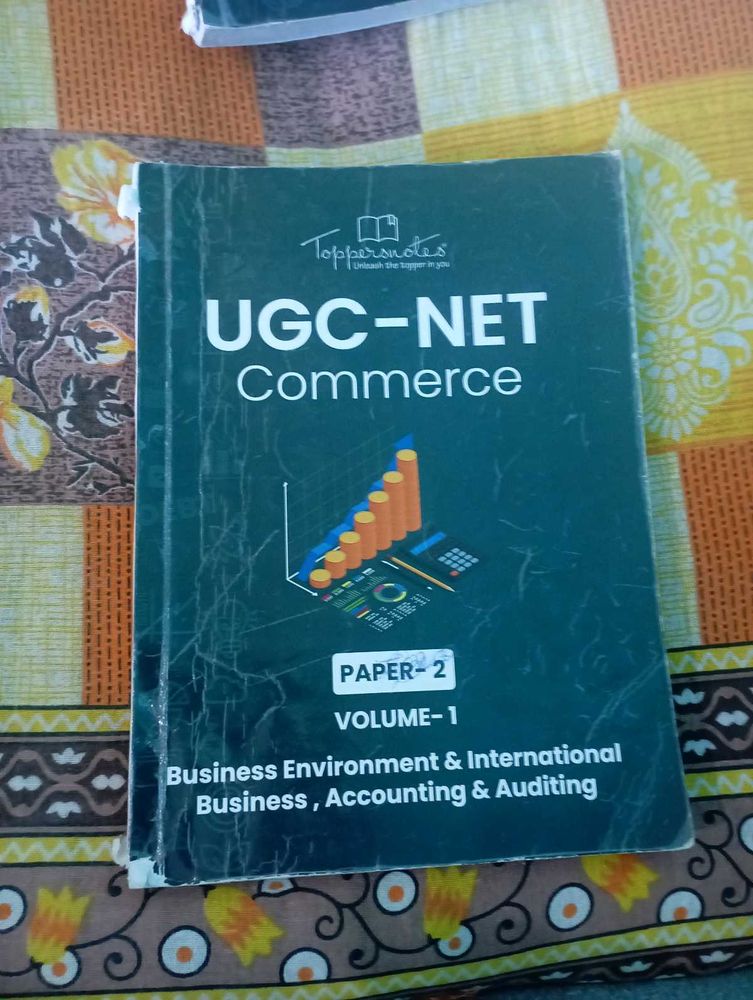 Toppersnotes
Unleash the topper in you
UGC-NET
Commerce
PAPER- 2
VOLUME- 1
Business Environment & International
Business , Accounting & Auditing